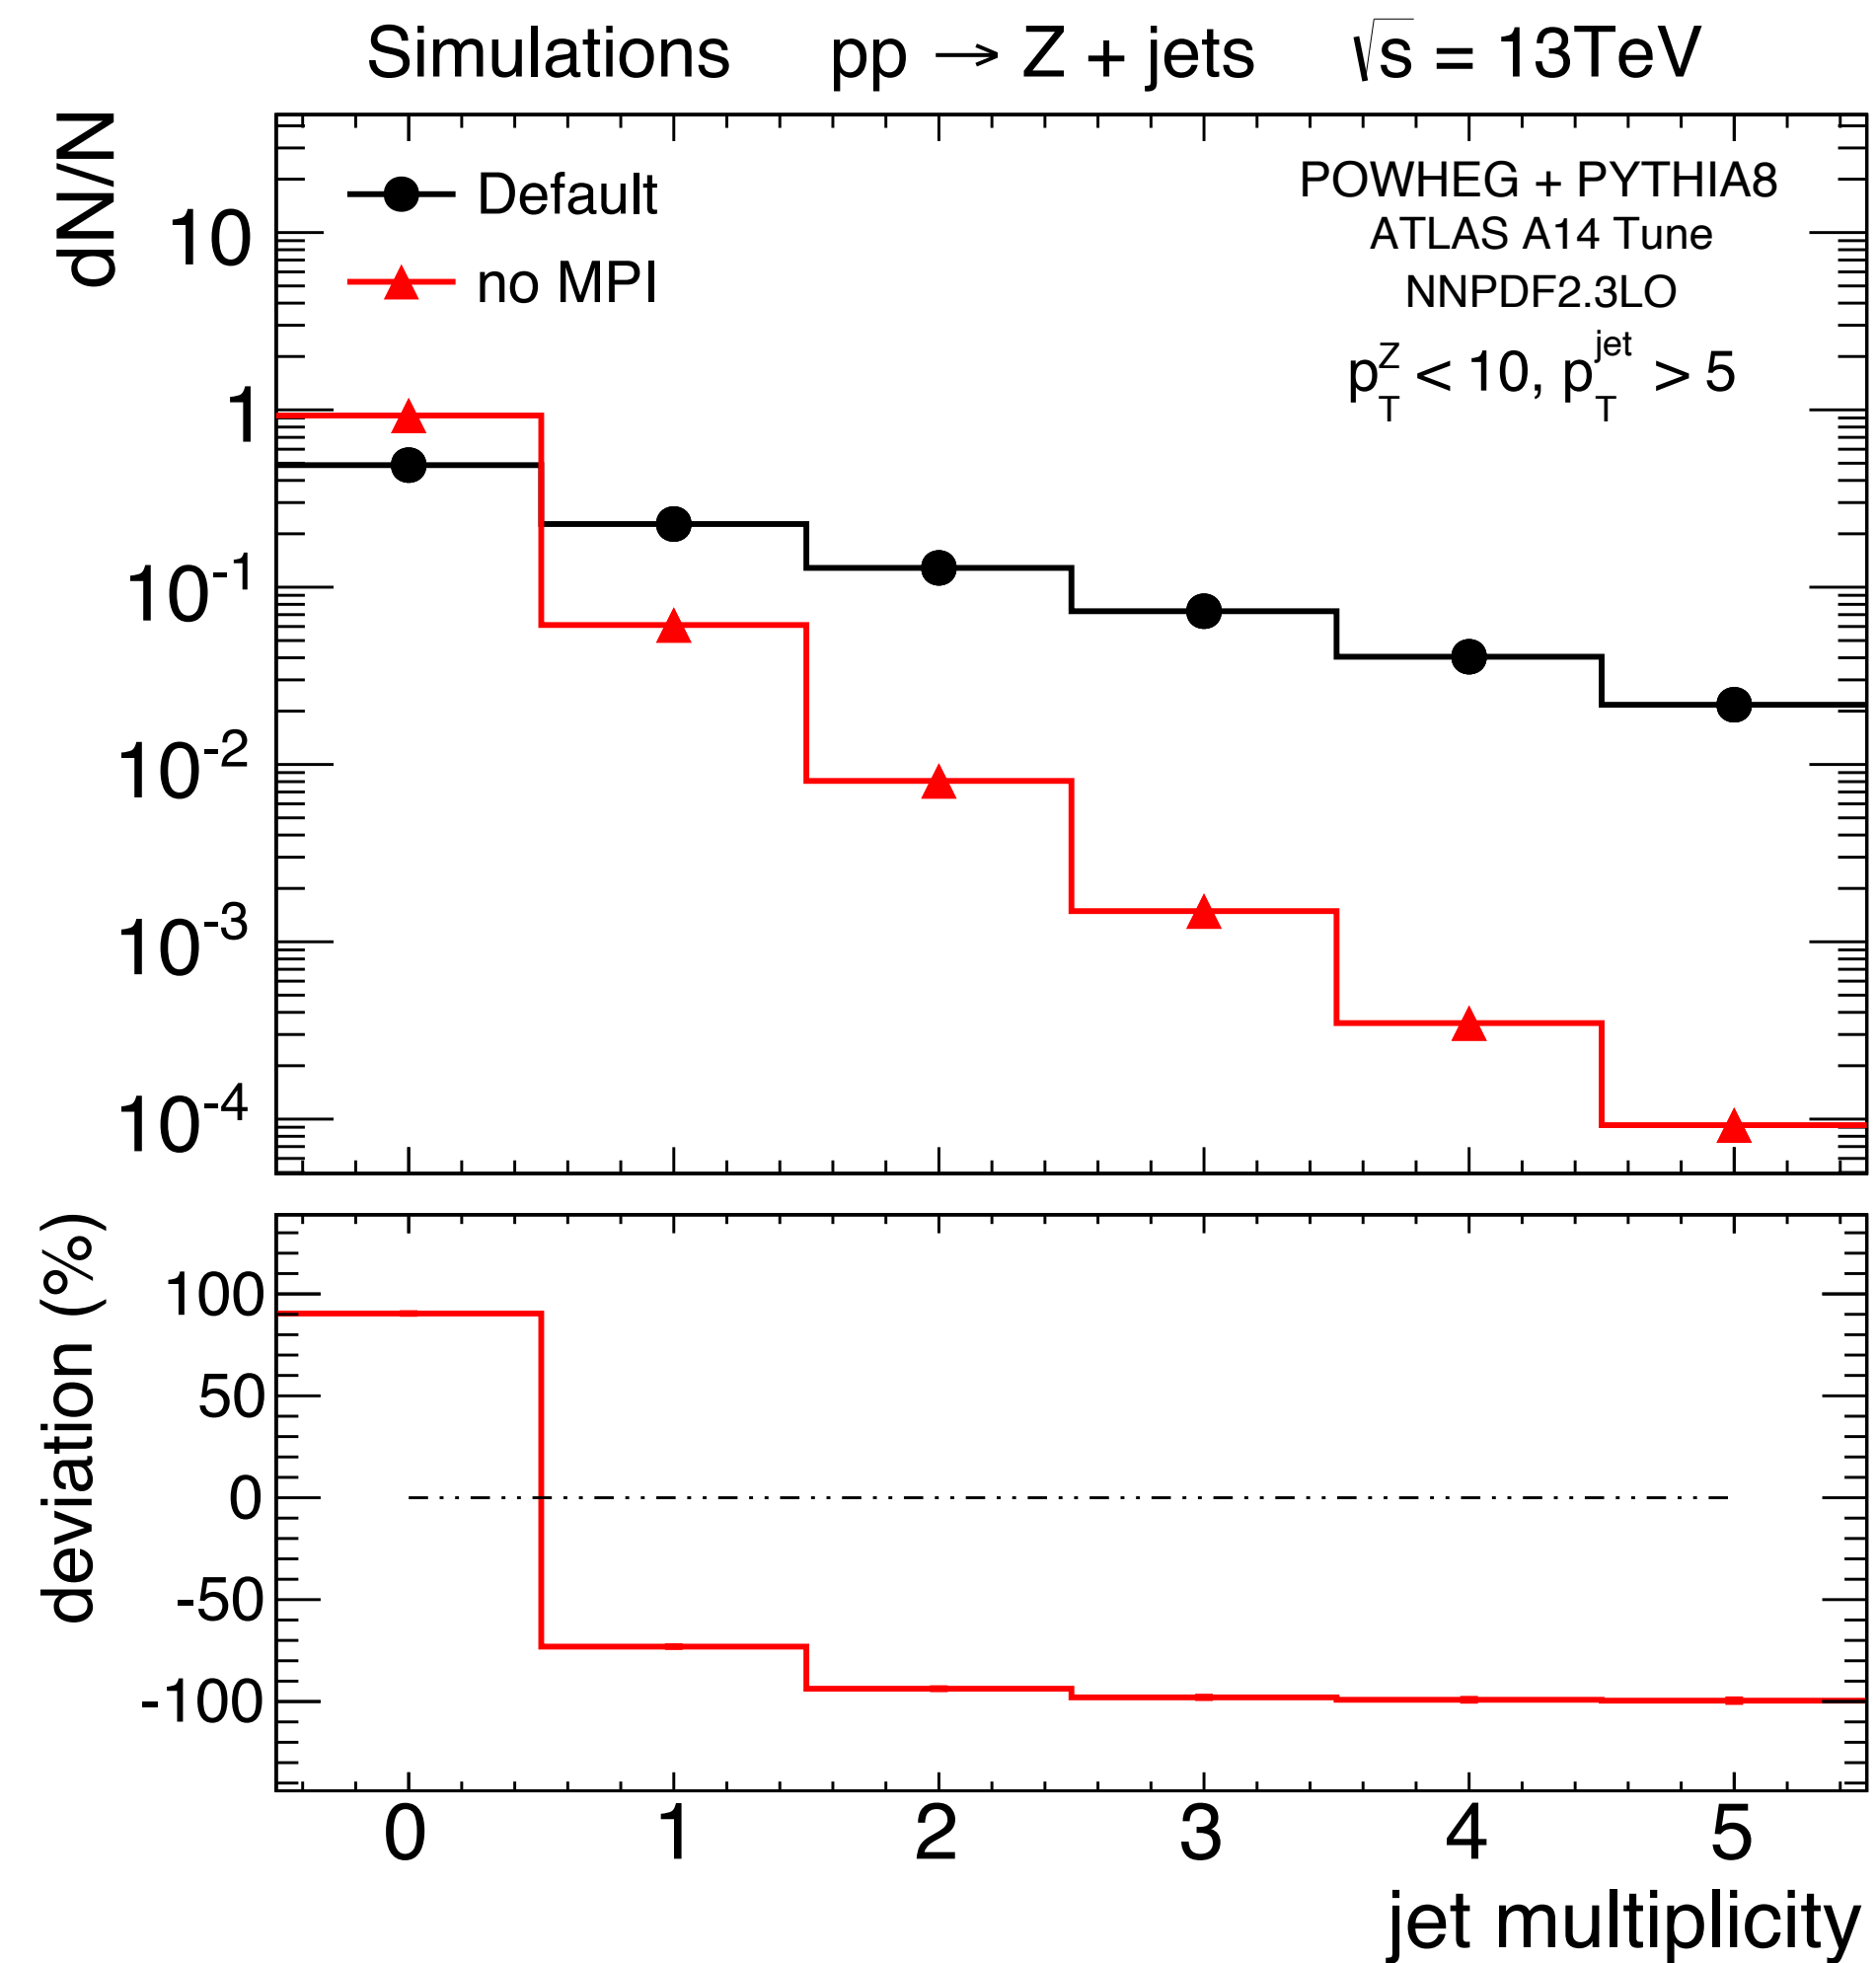 Simulations pp → Z + jets √s = 13TeV
dN/N
Default
no MPI
POWHEG + PYTHIA8
ATLAS A14 Tune
NNPDF2.3LO
p_T^Z < 10, p_T^jet > 5
10
1
10^-1
10^-2
10^-3
10^-4
deviation (%)
100
50
0
-50
-100
0 1 2 3 4 5
jet multiplicity